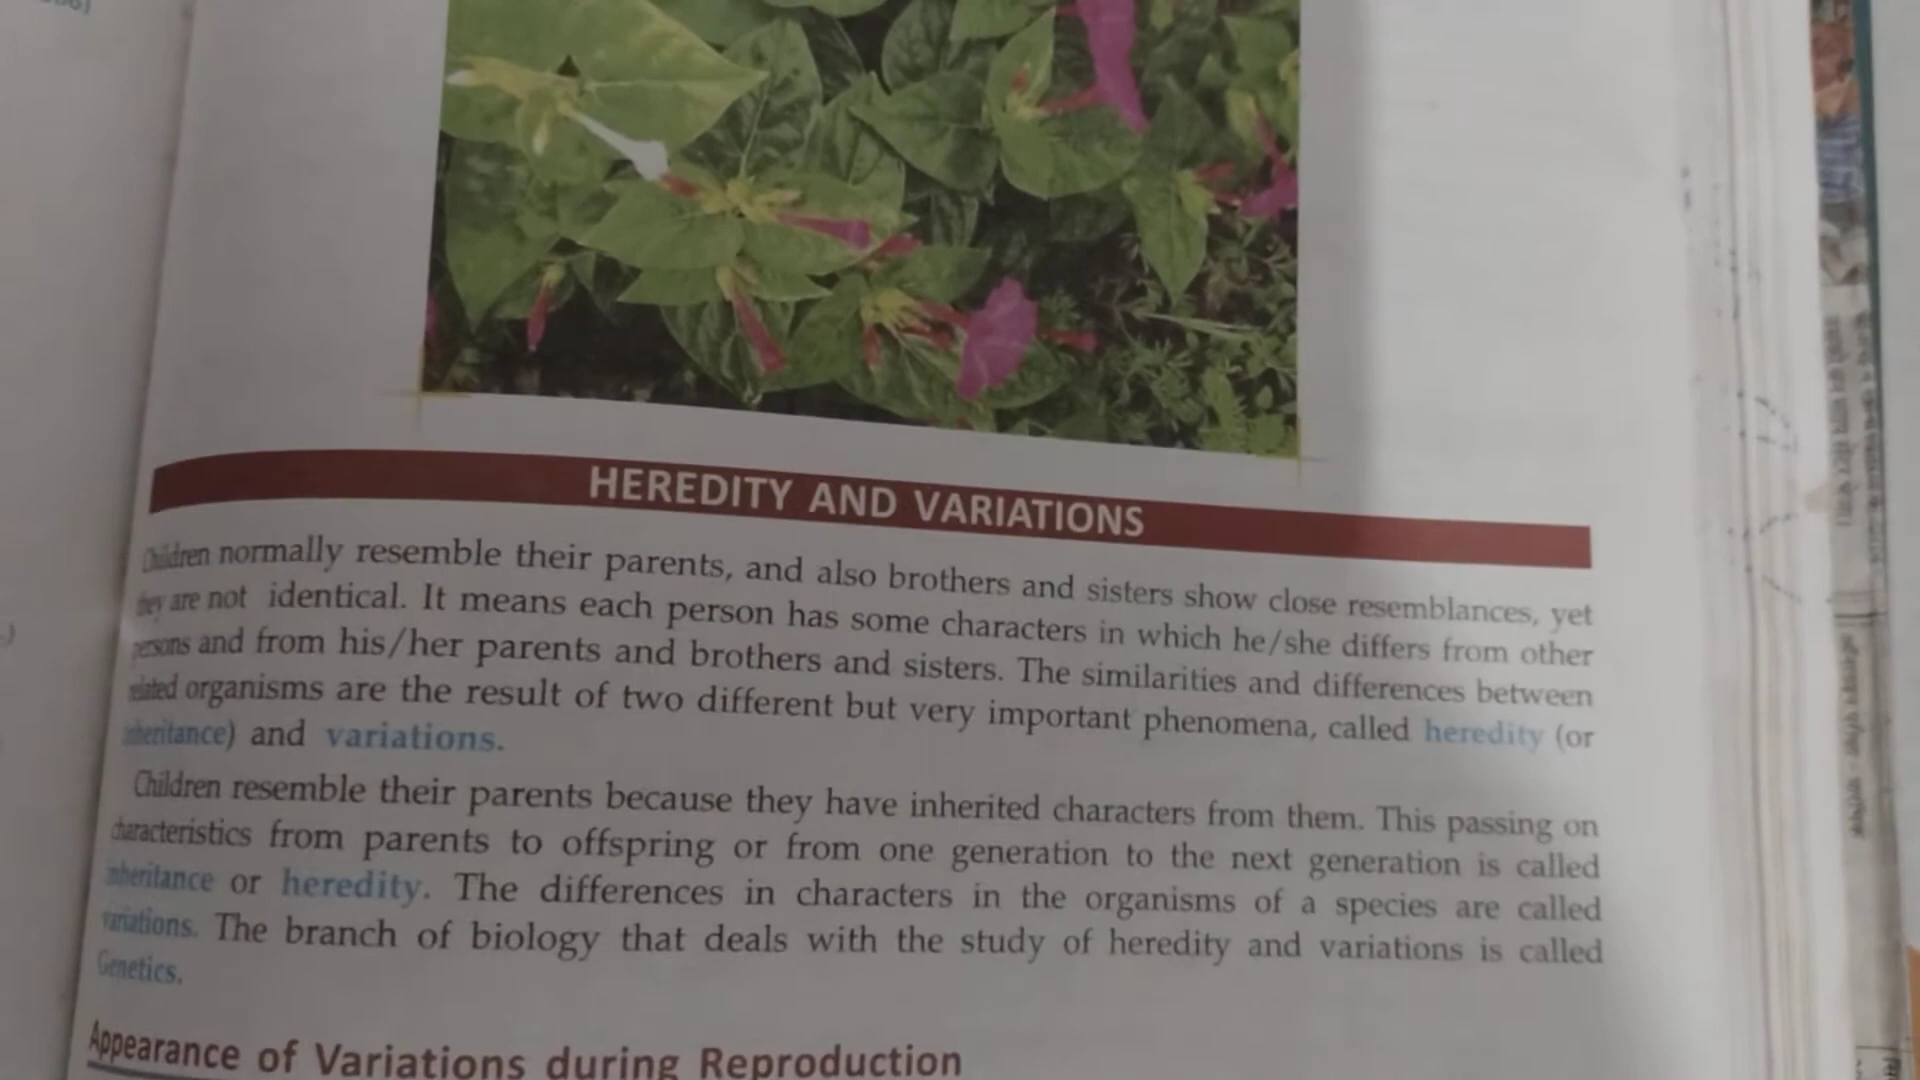 HEREDITY AND VARIATIONS
Children normally resemble their parents, and also brothers and sisters show close resemblances, yet
they are not identical. It means each person has some characters in which he/she differs from other
persons and from his/her parents and brothers and sisters. The similarities and differences between
related organisms are the result of two different but very important phenomena, called heredity (or
inheritance) and variations.
Children resemble their parents because they have inherited characters from them. This passing on
characteristics from parents to offspring or from one generation to the next generation is called
inheritance or heredity. The differences in characters in the organisms of a species are called
variations. The branch of biology that deals with the study of heredity and variations is called
Genetics.
Appearance of Variations during Reproduction